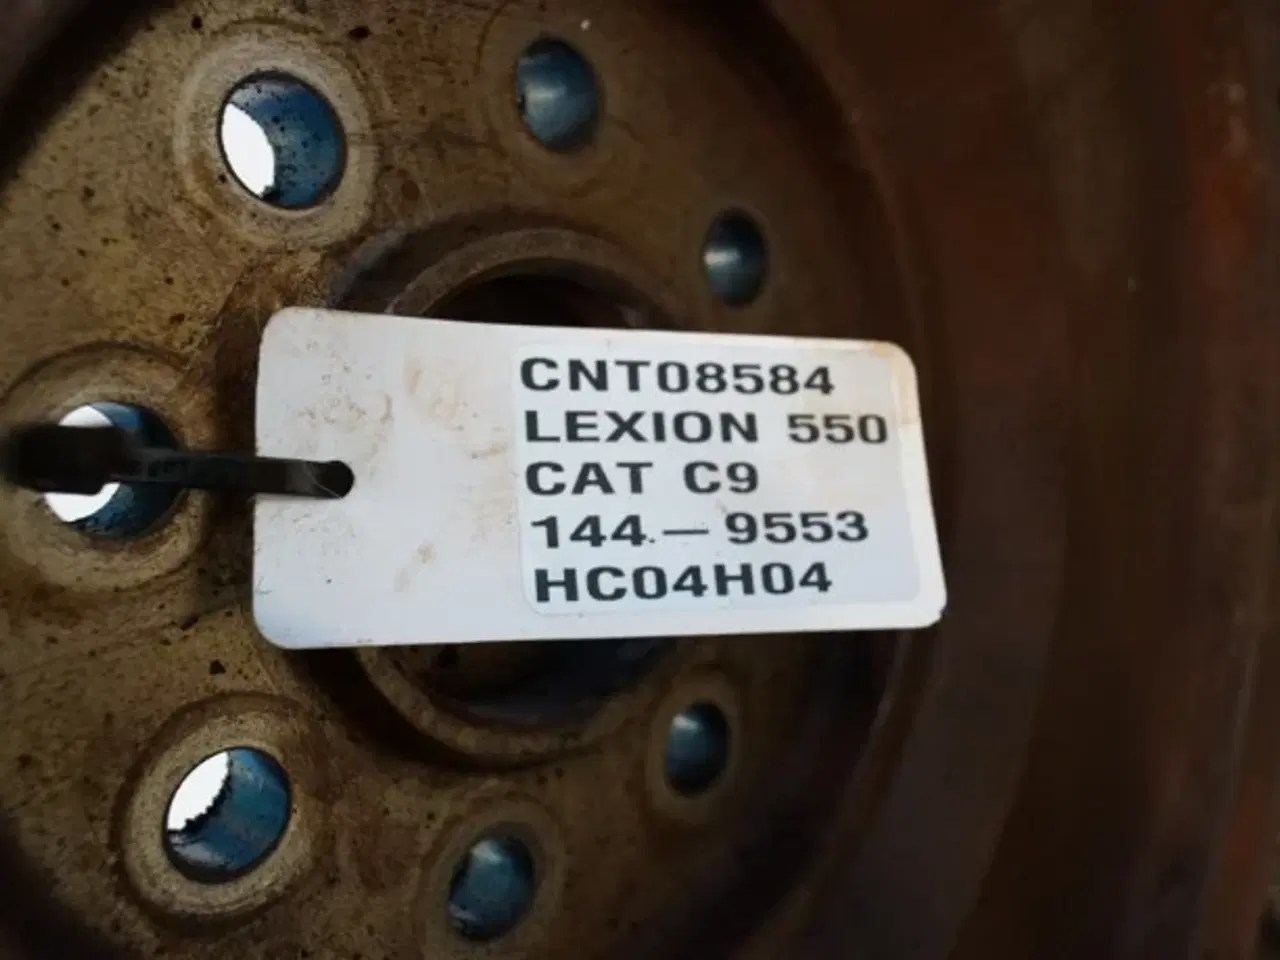 CNT08584
LEXION 550
CAT C9
144.—9553
HC04H04